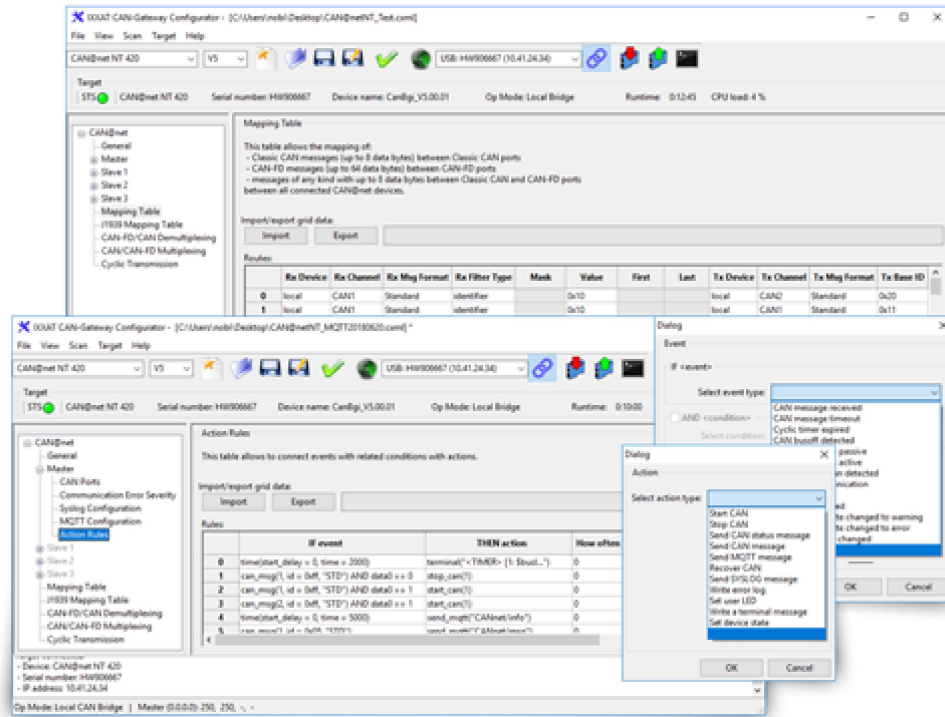 IXXAT CAN-Gateway Configurator - [C:\Users\nobl\Desktop\CAN@netNT_Test.cxml]
File View Scan Target Help
CAN@net NT 420 V5 USB: HW906667 (10.41.24.34)
Target
STS CAN@net NT 420 Serial number: HW906667 Device name: CanBgi_V5.00.01 Op Mode: Local Bridge Runtime: 0:12:45 CPU load: 4 %
CAN@net
General
Master
Slave 1
Slave 2
Slave 3
Mapping Table
J1939 Mapping Table
CAN-FD/CAN Demultiplexing
CAN/CAN-FD Multiplexing
Cyclic Transmission
Mapping Table
This table allows the mapping of:
- Classic CAN messages (up to 8 data bytes) between Classic CAN ports
- CAN-FD messages (up to 64 data bytes) between CAN-FD ports
- messages of any kind with up to 8 data bytes between Classic CAN and CAN-FD ports
between all connected CAN@net devices.
Import/export grid data:
Import Export
Routes:
Rx Device Rx Channel Rx Msg Format Rx Filter Type Mask Value First Last Tx Device Tx Channel Tx Msg Format Tx Base ID
0 local CAN1 Standard identifier 0x10 local CAN2 Standard 0x20
1 local CAN1 Standard identifier 0x10 local CAN1 Standard 0x11
IXXAT CAN-Gateway Configurator - [C:\Users\nobl\Desktop\CAN@netNT_MQTT20180620.cxml] *
File View Scan Target Help
CAN@net NT 420 V5 USB: HW906667 (10.41.24.34)
Target
STS CAN@net NT 420 Serial number: HW906667 Device name: CanBgi_V5.00.01 Op Mode: Local Bridge Runtime: 0:10:00
CAN@net
General
Master
CAN Ports
Communication Error Severity
Syslog Configuration
MQTT Configuration
Action Rules
Slave 1
Slave 2
Slave 3
Mapping Table
J1939 Mapping Table
CAN-FD/CAN Demultiplexing
CAN/CAN-FD Multiplexing
Cyclic Transmission
Action Rules
This table allows to connect events with related conditions with actions.
Import/export grid data:
Import Export
Rules
IF event THEN action How often
0 time(start_delay = 0, time = 2000) terminal("<TIMER> [1: $busl...") 0
1 can_msg(1, id = 0xff, "STD") AND data0 == 0 stop_can(1) 0
2 can_msg(1, id = 0xff, "STD") AND data0 == 1 start_can(1) 0
3 can_msg(2, id = 0xff, "STD") AND data0 == 1 start_can(1) 0
4 time(start_delay = 0, time = 5000) send_mqtt("CANnet/info") 0
5 0
- Device: CAN@net NT 420
- Serial number: HW906667
- IP address: 10.41.24.34
Op Mode: Local CAN Bridge | Master (0.0.0.0): 250, 250, -, -
Dialog
Event
IF <event>
Select event type:
AND <condition>
Select condition:
CAN message received
CAN message timeout
Cyclic timer expired
CAN busoff detected
passive
active
detected
changed to warning
changed to error
changed
OK Cancel
Dialog
Action
Select action type:
Start CAN
Stop CAN
Send CAN status message
Send CAN message
Send MQTT message
Recover CAN
Send SYSLOG message
Write error log
Set user LED
Write a terminal message
Set device state
OK Cancel